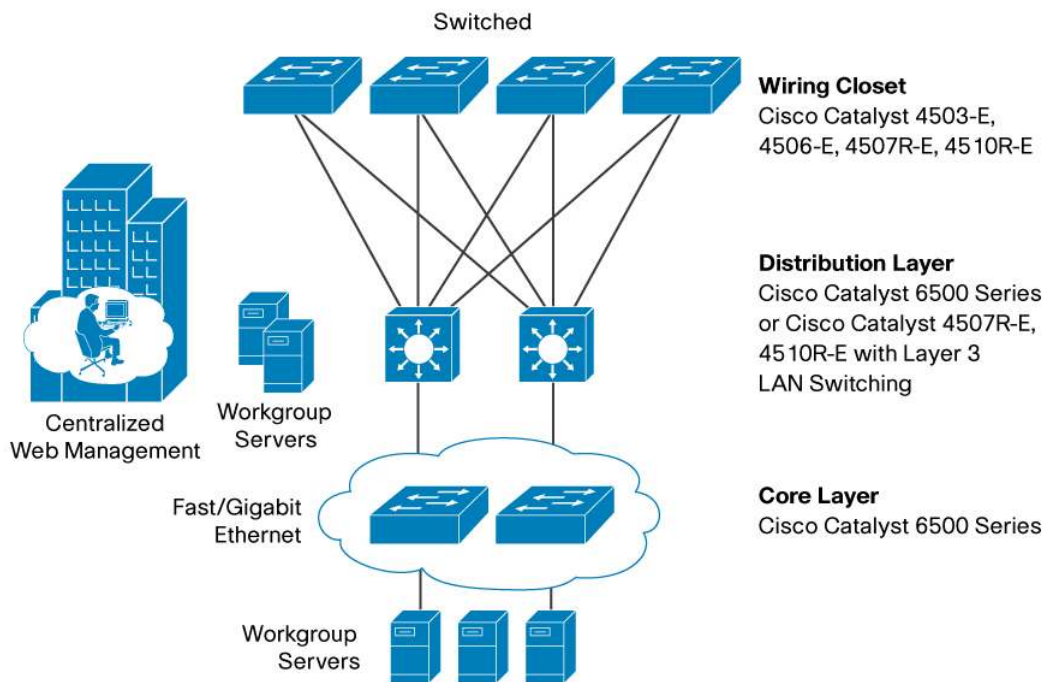 Switched
Wiring Closet
Cisco Catalyst 4503-E,
4506-E, 4507R-E, 4510R-E
Distribution Layer
Cisco Catalyst 6500 Series
or Cisco Catalyst 4507R-E,
4510R-E with Layer 3
LAN Switching
Centralized
Web Management
Workgroup
Servers
Fast/Gigabit
Ethernet
Core Layer
Cisco Catalyst 6500 Series
Workgroup
Servers